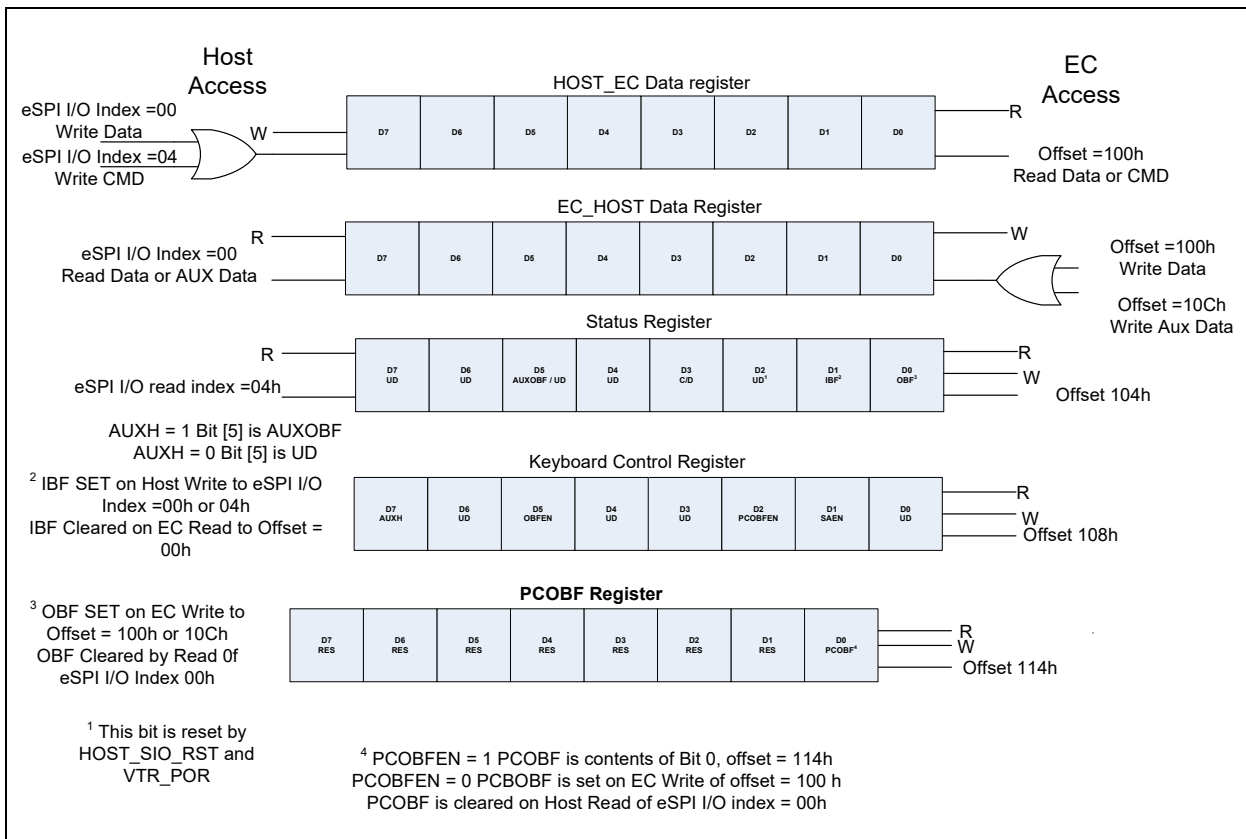 Host
Access
EC
Access
HOST_EC Data register
eSPI I/O Index =00
Write Data
eSPI I/O Index =04
Write CMD
W
D7 D6 D5 D4 D3 D2 D1 D0
R
Offset =100h
Read Data or CMD
EC_HOST Data Register
R
eSPI I/O Index =00
Read Data or AUX Data
D7 D6 D5 D4 D3 D2 D1 D0
W
Offset =100h
Write Data
Offset =10Ch
Write Aux Data
Status Register
R
eSPI I/O read index =04h
D7 D6 D5 D4 D3 D2 D1 D0
UD UD AUXOBF / UD UD C/D UD1 IBF2 OBF3
R
W
Offset 104h
AUXH = 1 Bit [5] is AUXOBF
AUXH = 0 Bit [5] is UD
Keyboard Control Register
2 IBF SET on Host Write to eSPI I/O
Index =00h or 04h
IBF Cleared on EC Read to Offset =
00h
D7 D6 D5 D4 D3 D2 D1 D0
AUXH UD OBFEN UD UD PCOBFEN SAEN UD
R
W
Offset 108h
PCOBF Register
3 OBF SET on EC Write to
Offset = 100h or 10Ch
OBF Cleared by Read 0f
eSPI I/O Index 00h
D7 D6 D5 D4 D3 D2 D1 D0
RES RES RES RES RES RES RES PCOBF4
R
W
Offset 114h
1 This bit is reset by
HOST_SIO_RST and
VTR_POR
4 PCOBFEN = 1 PCOBF is contents of Bit 0, offset = 114h
PCOBFEN = 0 PCBOBF is set on EC Write of offset = 100 h
PCOBF is cleared on Host Read of eSPI I/O index = 00h